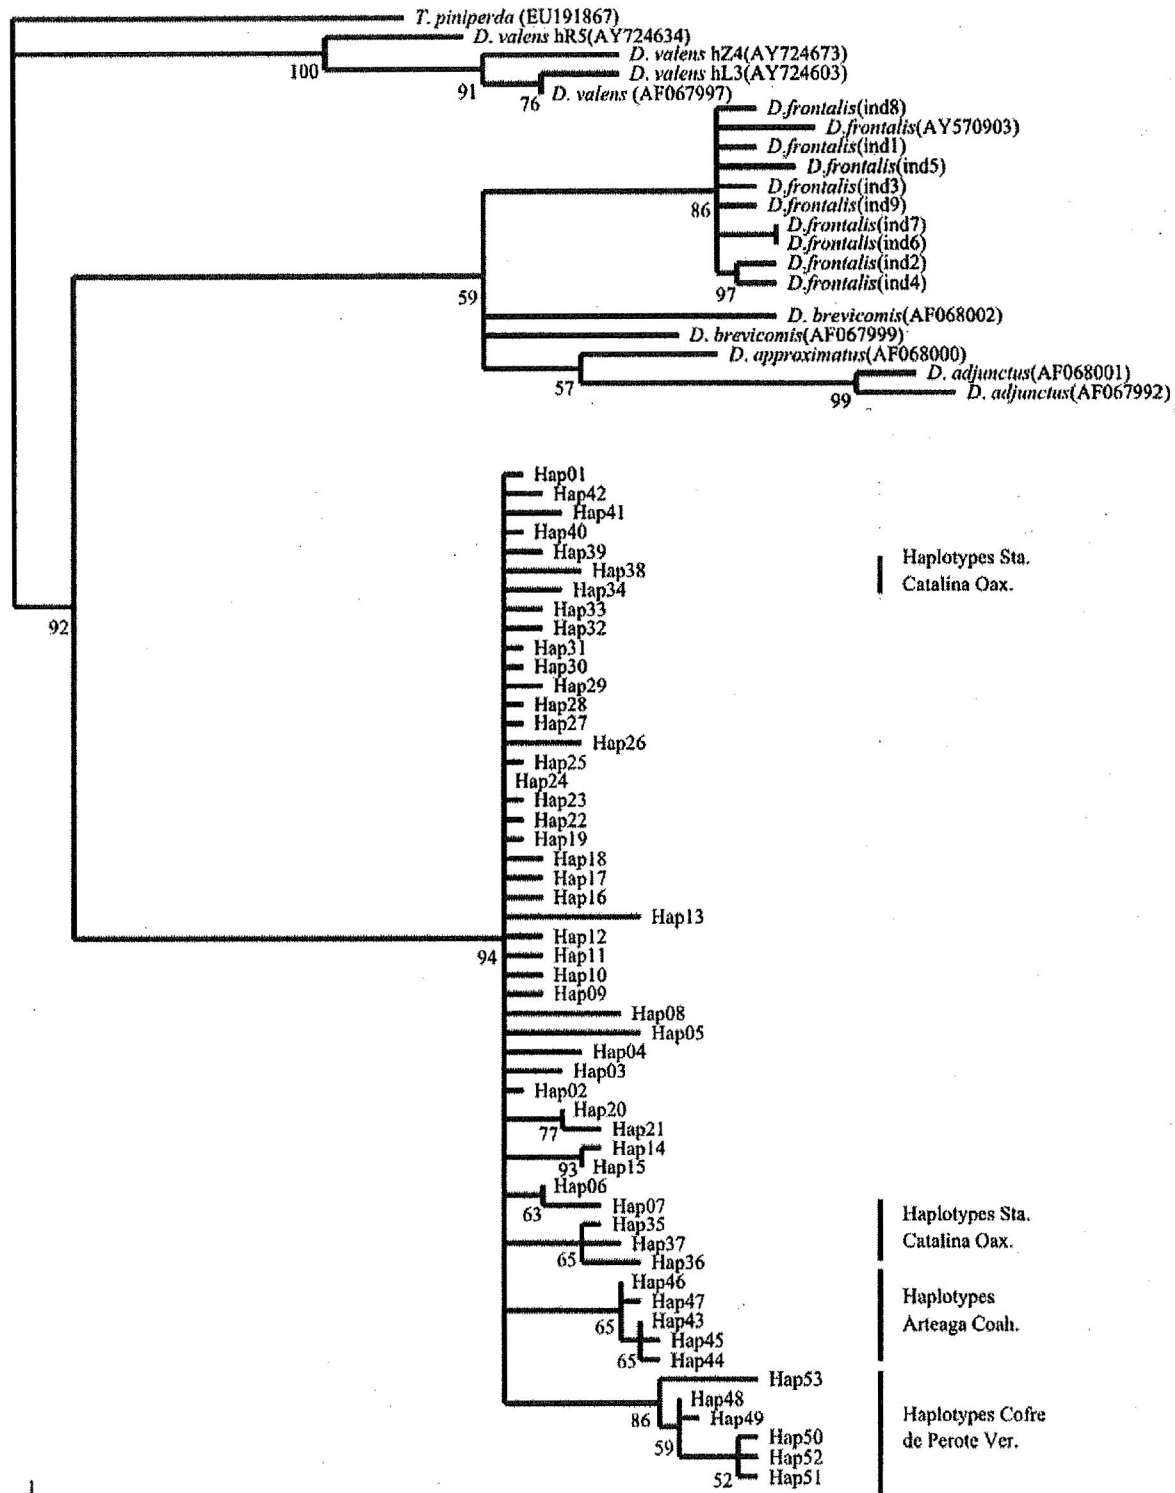 T. piniperda (EU191867)
D. valens hR5(AY724634)
D. valens hZ4(AY724673)
100
D. valens hL3(AY724603)
91
76
D. valens (AF067997)
D.frontalis(ind8)
D.frontalis(AY570903)
D.frontalis(ind1)
D.frontalis(ind5)
D.frontalis(ind3)
86
D.frontalis(ind9)
D.frontalis(ind7)
D.frontalis(ind6)
D.frontalis(ind2)
D.frontalis(ind4)
97
59
D. brevicomis(AF068002)
D. brevicomis(AF067999)
D. approximatus(AF068000)
D. adjunctus(AF068001)
57
D. adjunctus(AF067992)
99
Hap01
Hap42
Hap41
Hap40
Hap39
Haplotypes Sta.
Catalina Oax.
Hap38
Hap34
Hap33
92
Hap32
Hap31
Hap30
Hap29
Hap28
Hap27
Hap26
Hap25
Hap24
Hap23
Hap22
Hap19
Hap18
Hap17
Hap16
Hap13
Hap12
94
Hap11
Hap10
Hap09
Hap08
Hap05
Hap04
Hap03
Hap02
Hap20
77
Hap21
Hap14
93
Hap15
Hap06
63
Hap07
Hap35
Haplotypes Sta.
Catalina Oax.
Hap37
65
Hap36
Hap46
Hap47
Haplotypes
Arteaga Coah.
65
Hap43
Hap45
65
Hap44
Hap53
Hap48
86
Hap49
Haplotypes Cofre
de Perote Ver.
59
Hap50
Hap52
52
Hap51
1